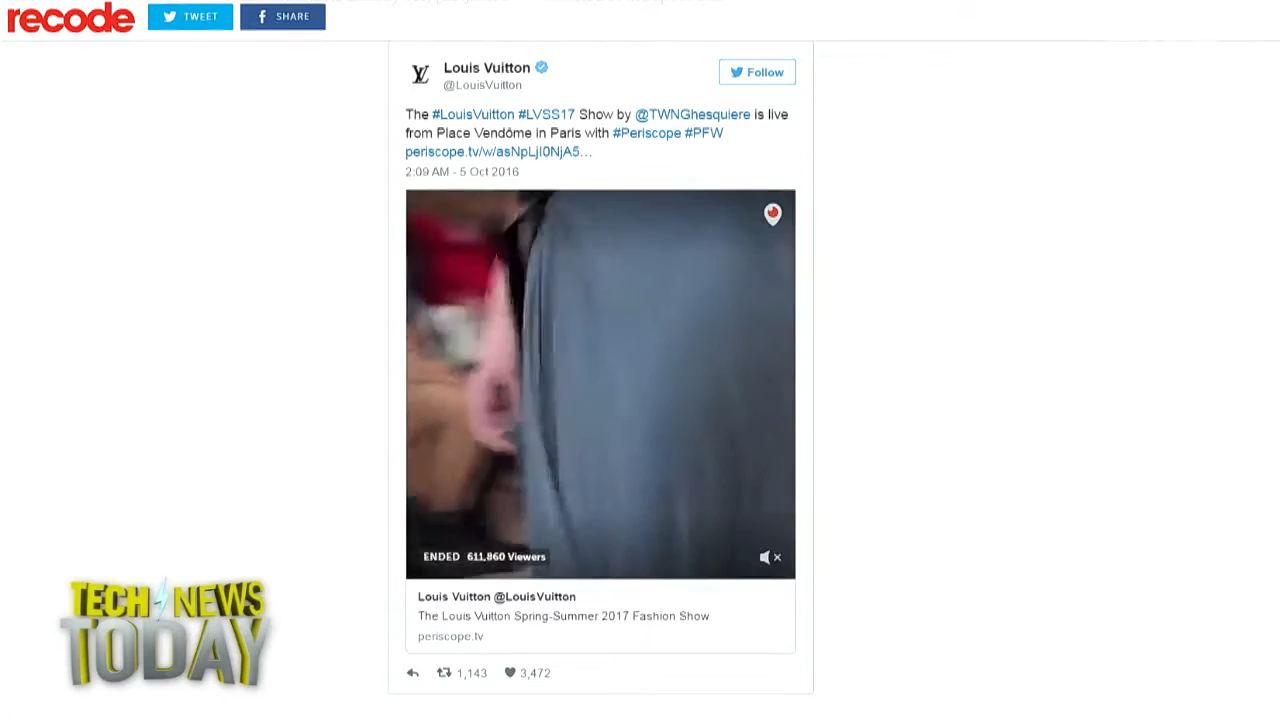 recode
TWEET
SHARE
Louis Vuitton
@LouisVuitton
Follow
The #LouisVuitton #LVSS17 Show by @TWNGhesquiere is live
from Place Vendôme in Paris with #Periscope #PFW
periscope.tv/w/asNpLjI0NjA5…
2:09 AM - 5 Oct 2016
ENDED 611,860 Viewers
Louis Vuitton @LouisVuitton
The Louis Vuitton Spring-Summer 2017 Fashion Show
periscope.tv
1,143 3,472
TECH NEWS
TODAY